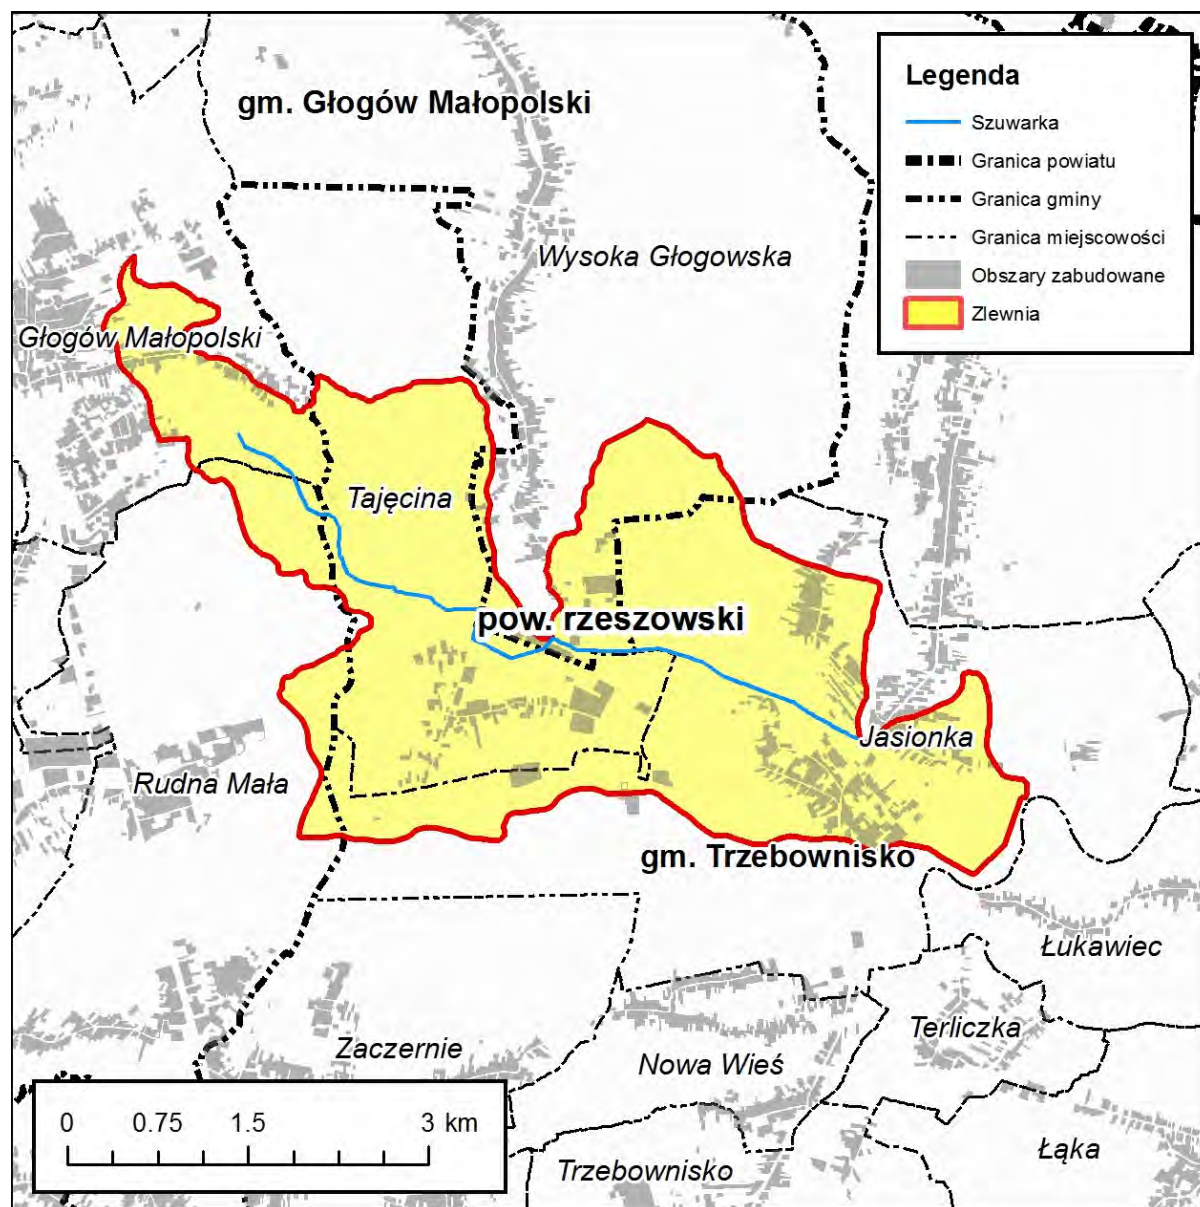 gm. Głogów Małopolski
Legenda
Szuwarka
Granica powiatu
Granica gminy
Granica miejscowości
Obszary zabudowane
Zlewnia
Wysoka Głogowska
Głogów Małopolski
Tajęcina
pow. rzeszowski
Jasionka
Rudna Mała
gm. Trzebownisko
Łukawiec
Terliczka
Zaczernie
Nowa Wieś
0 0.75 1.5 3 km
Trzebownisko
Łąka